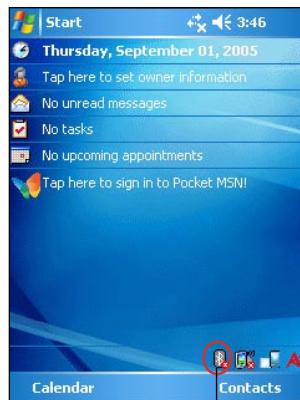 Start 3:46
Thursday, September 01, 2005
Tap here to set owner information
No unread messages
No tasks
No upcoming appointments
Tap here to sign in to Pocket MSN!
A
Calendar Contacts